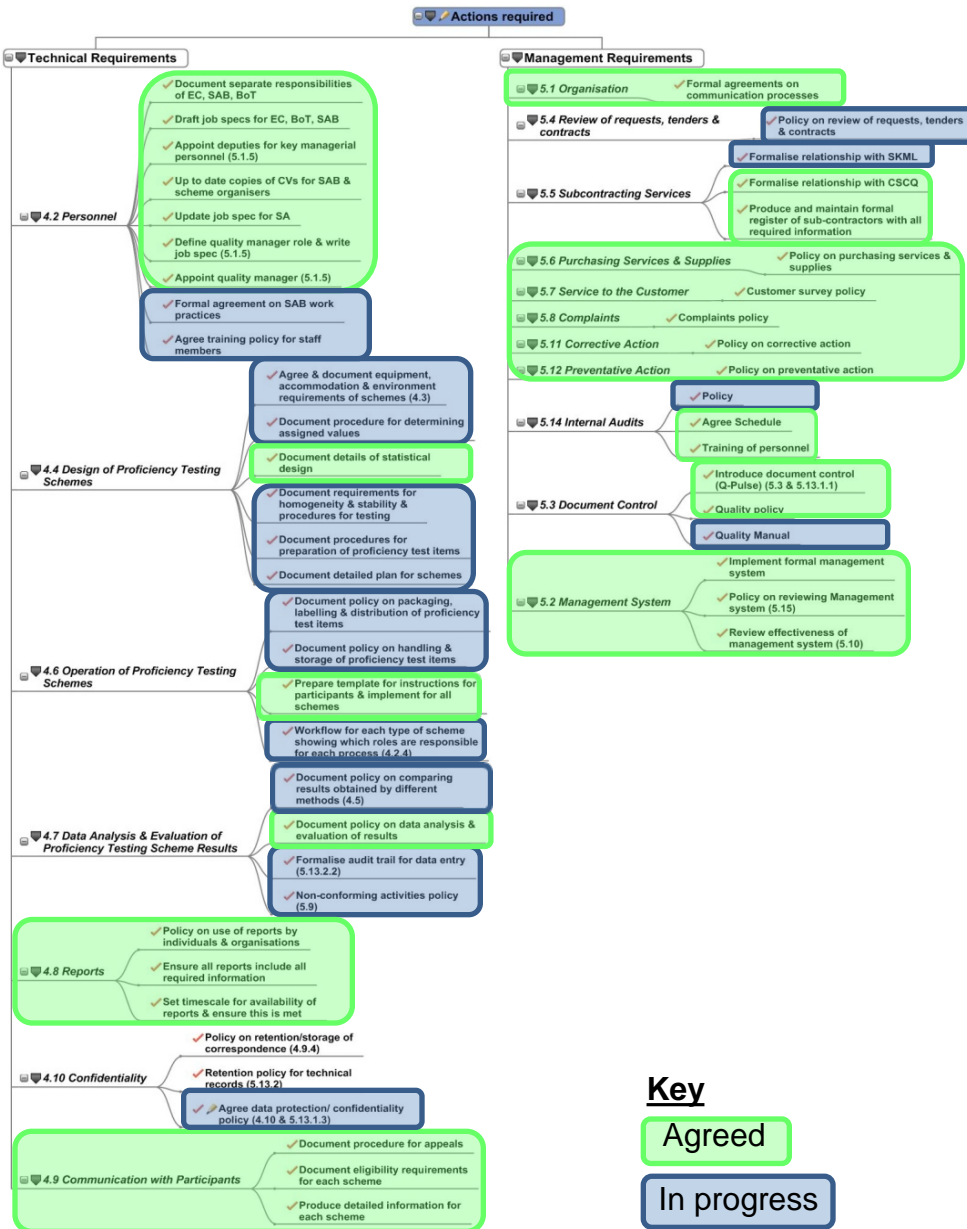 Actions required
Technical Requirements
4.2 Personnel
Document separate responsibilities
of EC, SAB, BoT
Draft job specs for EC, BoT, SAB
Appoint deputies for key managerial
personnel (5.1.5)
Up to date copies of CVs for SAB &
scheme organisers
Update job spec for SA
Define quality manager role & write
job spec (5.1.5)
Appoint quality manager (5.1.5)
Formal agreement on SAB work
practices
Agree training policy for staff
members
4.4 Design of Proficiency Testing
Schemes
Agree & document equipment,
accommodation & environment
requirements of schemes (4.3)
Document procedure for determining
assigned values
Document details of statistical
design
Document requirements for
homogeneity & stability &
procedures for testing
Document procedures for
preparation of proficiency test items
Document detailed plan for schemes
4.6 Operation of Proficiency Testing
Schemes
Document policy on packaging,
labelling & distribution of proficiency
test items
Document policy on handling &
storage of proficiency test items
Prepare template for instructions for
participants & implement for all
schemes
Workflow for each type of scheme
showing which roles are responsible
for each process (4.2.4)
4.7 Data Analysis & Evaluation of
Proficiency Testing Scheme Results
Document policy on comparing
results obtained by different
methods (4.5)
Document policy on data analysis &
evaluation of results
Formalise audit trail for data entry
(5.13.2.2)
Non-conforming activities policy
(5.9)
4.8 Reports
Policy on use of reports by
individuals & organisations
Ensure all reports include all
required information
Set timescale for availability of
reports & ensure this is met
4.10 Confidentiality
Policy on retention/storage of
correspondence (4.9.4)
Retention policy for technical
records (5.13.2)
Agree data protection/ confidentiality
policy (4.10 & 5.13.1.3)
4.9 Communication with Participants
Document procedure for appeals
Document eligibility requirements
for each scheme
Produce detailed information for
each scheme
Management Requirements
5.1 Organisation
Formal agreements on
communication processes
5.4 Review of requests, tenders &
contracts
Policy on review of requests, tenders
& contracts
5.5 Subcontracting Services
Formalise relationship with SKML
Formalise relationship with CSCQ
Produce and maintain formal
register of sub-contractors with all
required information
5.6 Purchasing Services & Supplies
Policy on purchasing services &
supplies
5.7 Service to the Customer
Customer survey policy
5.8 Complaints
Complaints policy
5.11 Corrective Action
Policy on corrective action
5.12 Preventative Action
Policy on preventative action
5.14 Internal Audits
Policy
Agree Schedule
Training of personnel
5.3 Document Control
Introduce document control
(Q-Pulse) (5.3 & 5.13.1.1)
Quality policy
Quality Manual
5.2 Management System
Implement formal management
system
Policy on reviewing Management
system (5.15)
Review effectiveness of
management system (5.10)
Key
Agreed
In progress